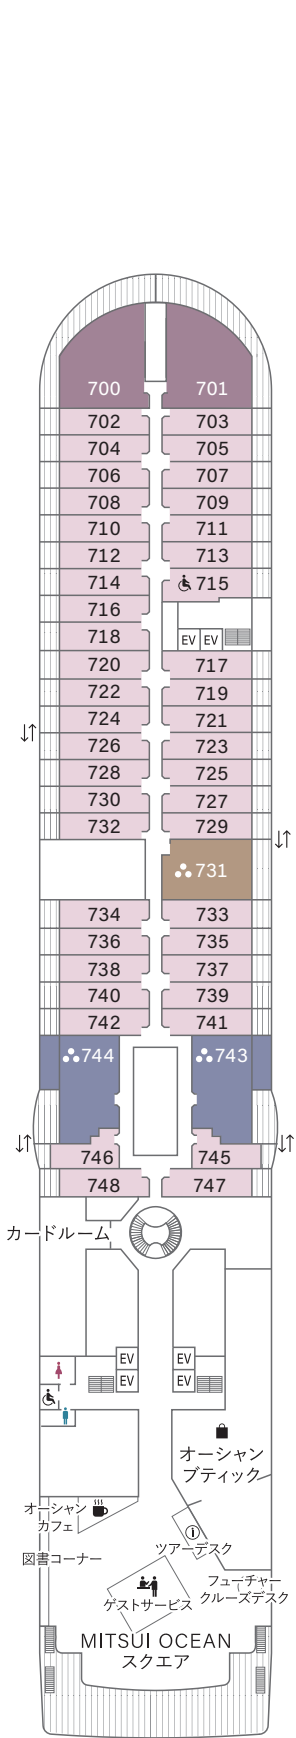 700 701
702 703
704 705
706 707
708 709
710 711
712 713
714 715
716
718 EV EV
720 717
722 719
724 721
726 723
728 725
730 727
732 729
731
734 733
736 735
738 737
740 739
742 741
744 743
746 745
748 747
カードルーム
EV EV
EV EV
オーシャン
ブティック
オーシャン
カフェ
ツアーデスク
図書コーナー
フューチャー
クルーズデスク
ゲストサービス
MITSUI OCEAN
スクエア